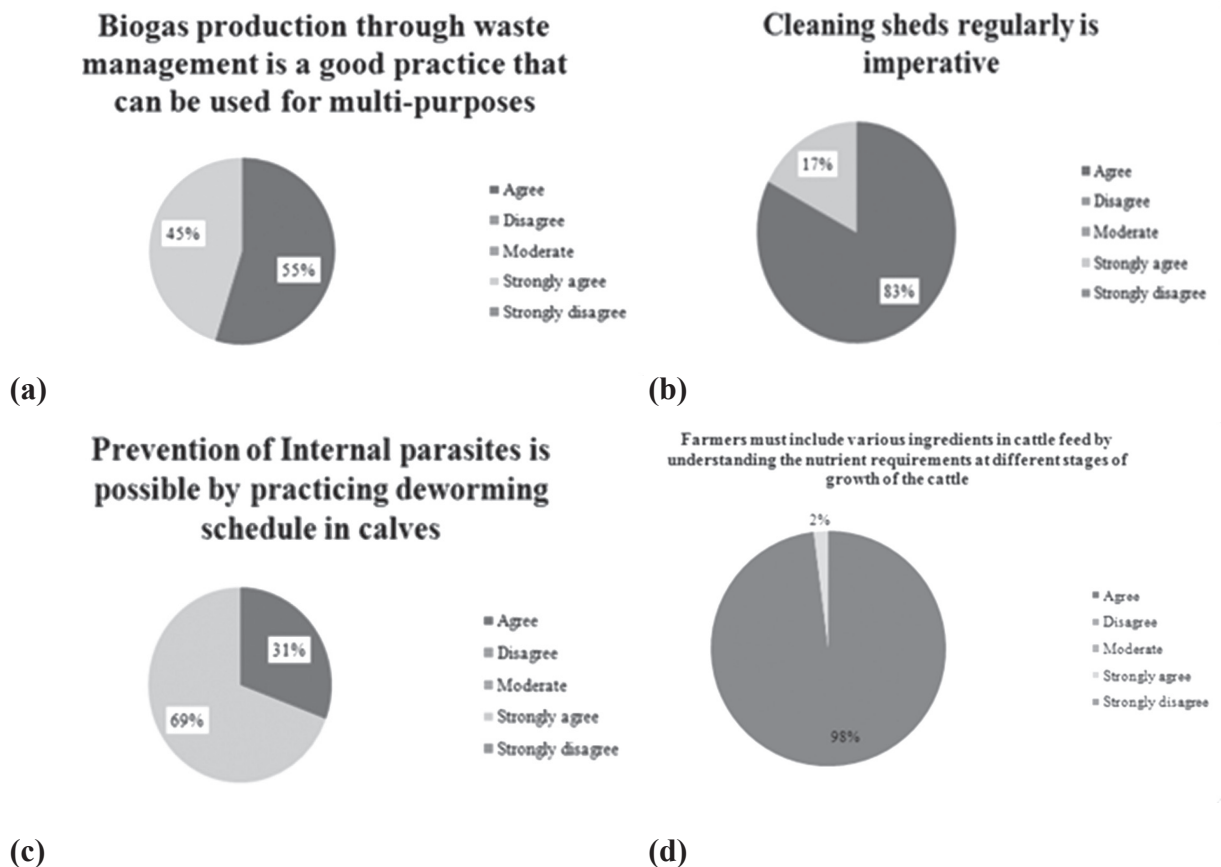 Biogas production through waste
management is a good practice that
can be used for multi-purposes
45%
55%
Agree
Disagree
Moderate
Strongly agree
Strongly disagree
(a)
Cleaning sheds regularly is
imperative
17%
83%
Agree
Disagree
Moderate
Strongly agree
Strongly disagree
(b)
Prevention of Internal parasites is
possible by practicing deworming
schedule in calves
31%
69%
Agree
Disagree
Moderate
Strongly agree
Strongly disagree
(c)
Farmers must include various ingredients in cattle feed by
understanding the nutrient requirements at different stages of
growth of the cattle
2%
98%
Agree
Disagree
Moderate
Strongly agree
Strongly disagree
(d)